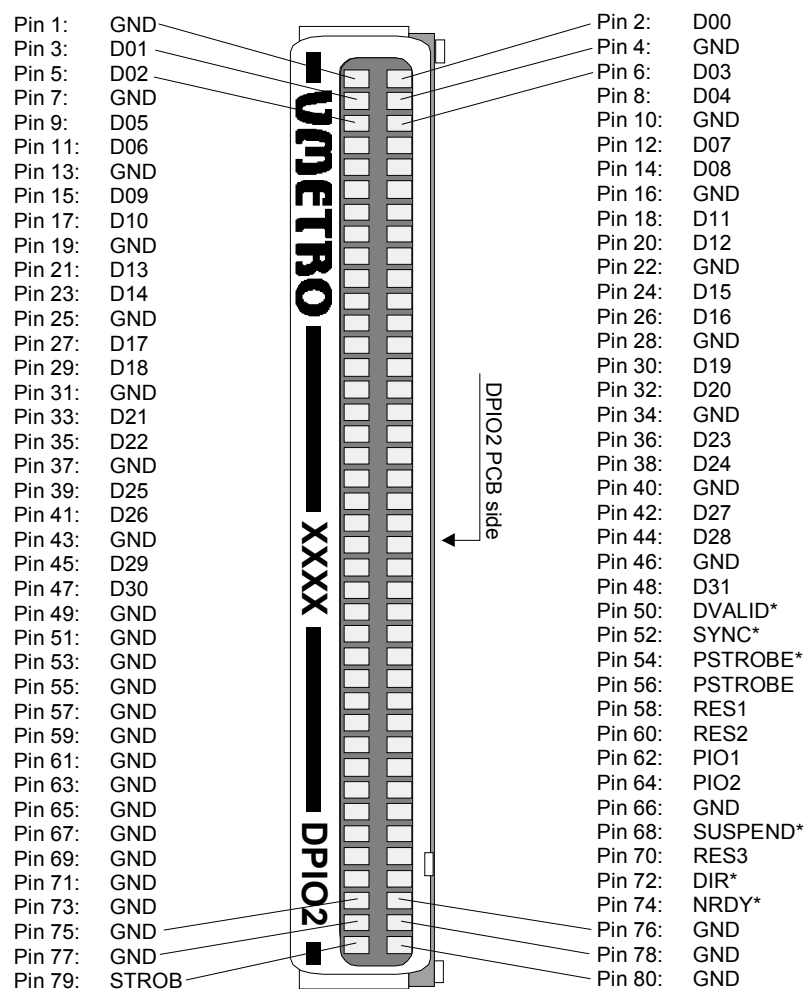 Pin 1: GND
Pin 3: D01
Pin 5: D02
Pin 7: GND
Pin 9: D05
Pin 11: D06
Pin 13: GND
Pin 15: D09
Pin 17: D10
Pin 19: GND
Pin 21: D13
Pin 23: D14
Pin 25: GND
Pin 27: D17
Pin 29: D18
Pin 31: GND
Pin 33: D21
Pin 35: D22
Pin 37: GND
Pin 39: D25
Pin 41: D26
Pin 43: GND
Pin 45: D29
Pin 47: D30
Pin 49: GND
Pin 51: GND
Pin 53: GND
Pin 55: GND
Pin 57: GND
Pin 59: GND
Pin 61: GND
Pin 63: GND
Pin 65: GND
Pin 67: GND
Pin 69: GND
Pin 71: GND
Pin 73: GND
Pin 75: GND
Pin 77: GND
Pin 79: STROB
VMETRO
XXXX
DPIO2
DPIO2 PCB side
Pin 2: D00
Pin 4: GND
Pin 6: D03
Pin 8: D04
Pin 10: GND
Pin 12: D07
Pin 14: D08
Pin 16: GND
Pin 18: D11
Pin 20: D12
Pin 22: GND
Pin 24: D15
Pin 26: D16
Pin 28: GND
Pin 30: D19
Pin 32: D20
Pin 34: GND
Pin 36: D23
Pin 38: D24
Pin 40: GND
Pin 42: D27
Pin 44: D28
Pin 46: GND
Pin 48: D31
Pin 50: DVALID*
Pin 52: SYNC*
Pin 54: PSTROBE*
Pin 56: PSTROBE
Pin 58: RES1
Pin 60: RES2
Pin 62: PIO1
Pin 64: PIO2
Pin 66: GND
Pin 68: SUSPEND*
Pin 70: RES3
Pin 72: DIR*
Pin 74: NRDY*
Pin 76: GND
Pin 78: GND
Pin 80: GND